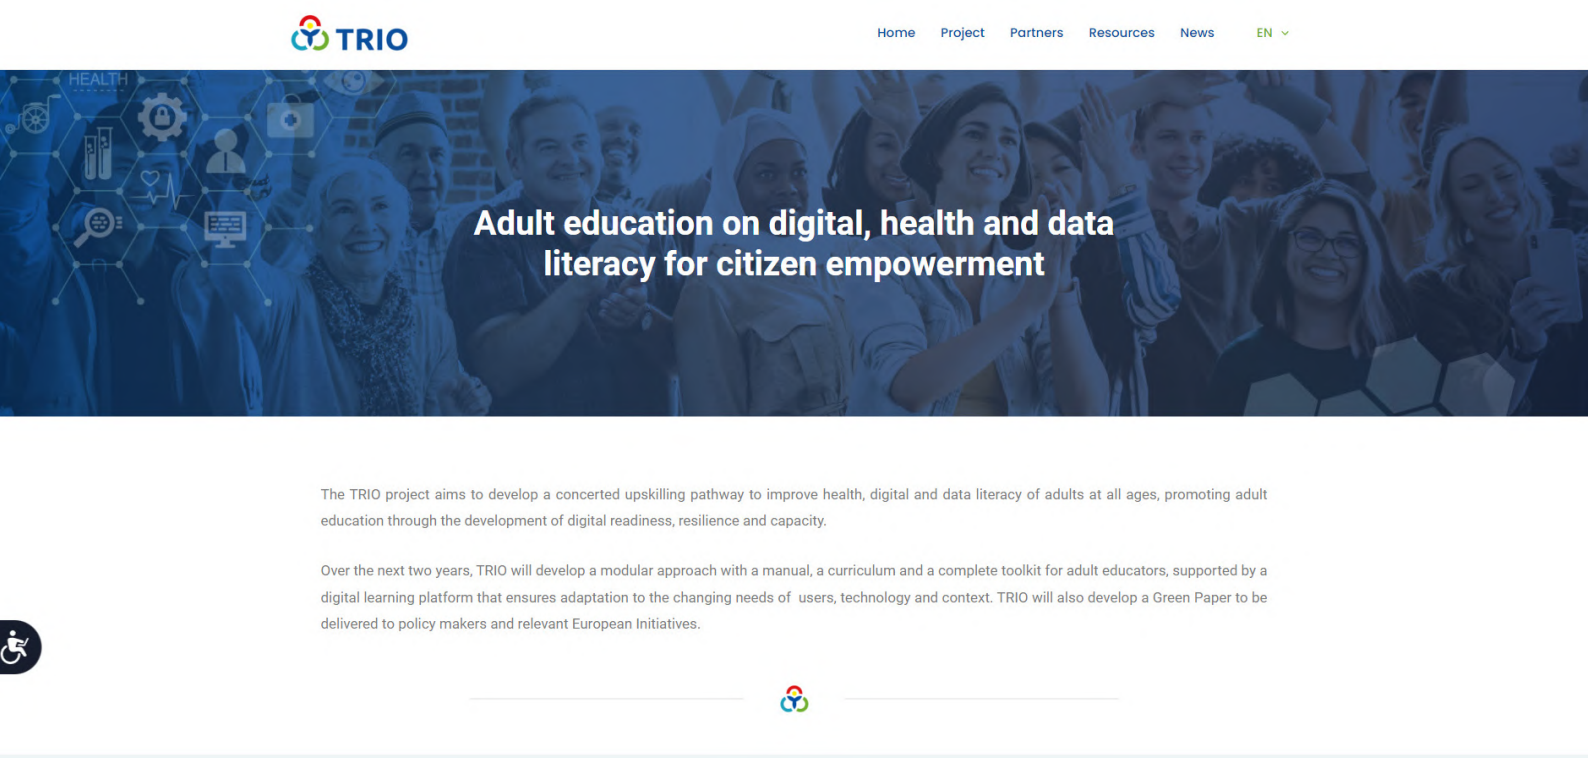 TRIO
Home
Project
Partners
Resources
News
EN
HEALTH
Adult education on digital, health and data
literacy for citizen empowerment
The TRIO project aims to develop a concerted upskilling pathway to improve health, digital and data literacy of adults at all ages, promoting adult
education through the development of digital readiness, resilience and capacity.
Over the next two years, TRIO will develop a modular approach with a manual, a curriculum and a complete toolkit for adult educators, supported by a
digital learning platform that ensures adaptation to the changing needs of  users, technology and context. TRIO will also develop a Green Paper to be
delivered to policy makers and relevant European Initiatives.